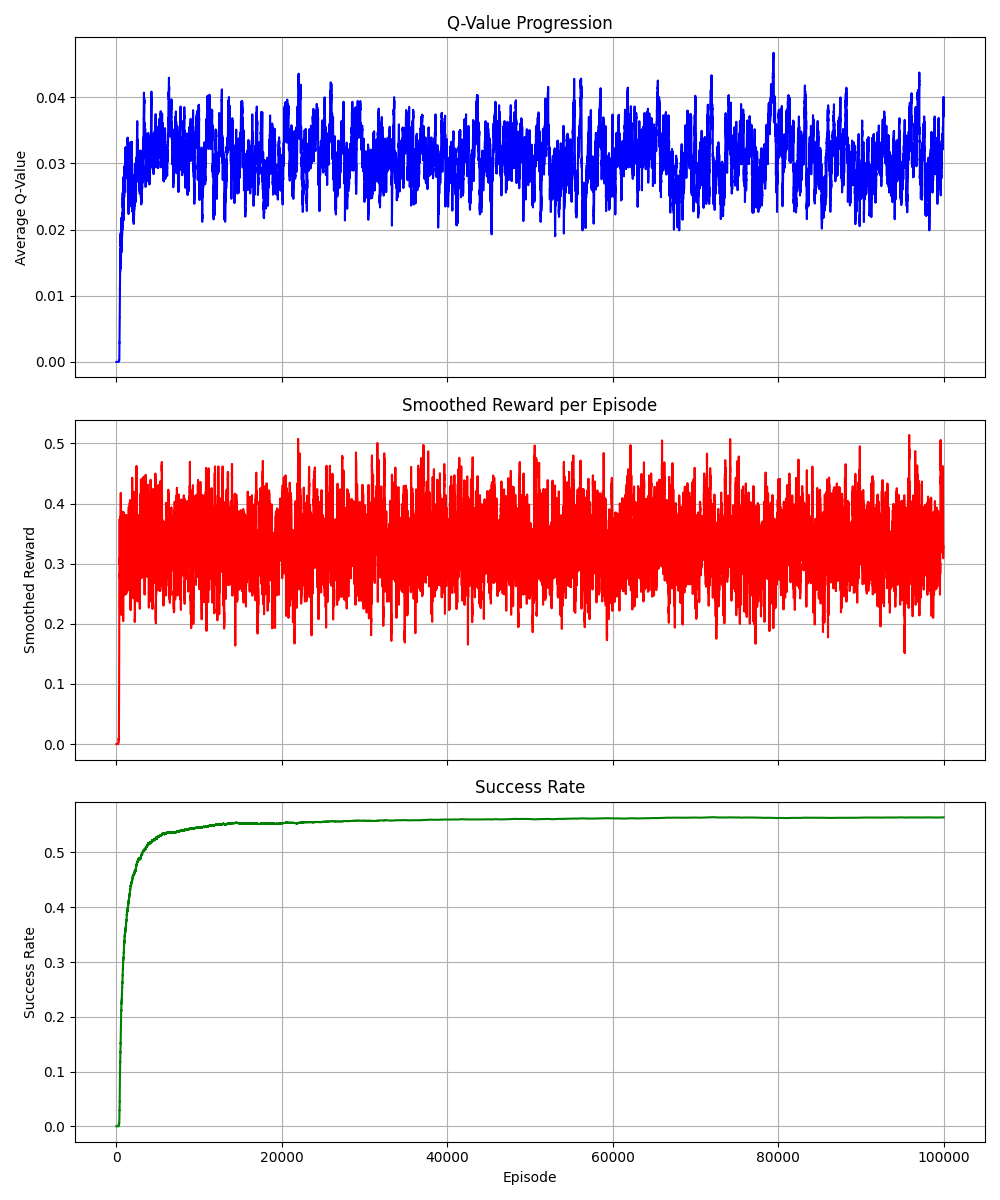 Q-Value Progression
Average Q-Value
0.04
0.03
0.02
0.01
0.00
Smoothed Reward per Episode
Smoothed Reward
0.5
0.4
0.3
0.2
0.1
0.0
Success Rate
Success Rate
0.5
0.4
0.3
0.2
0.1
0.0
0 20000 40000 60000 80000 100000
Episode